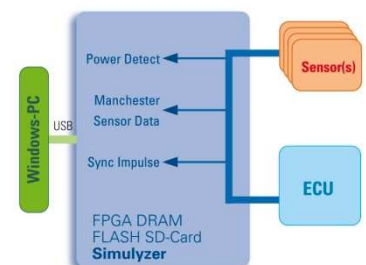 Windows-PC
USB
Power Detect
Manchester
Sensor Data
Sync Impulse
FPGA DRAM
FLASH SD-Card
Simulyzer
Sensor(s)
ECU